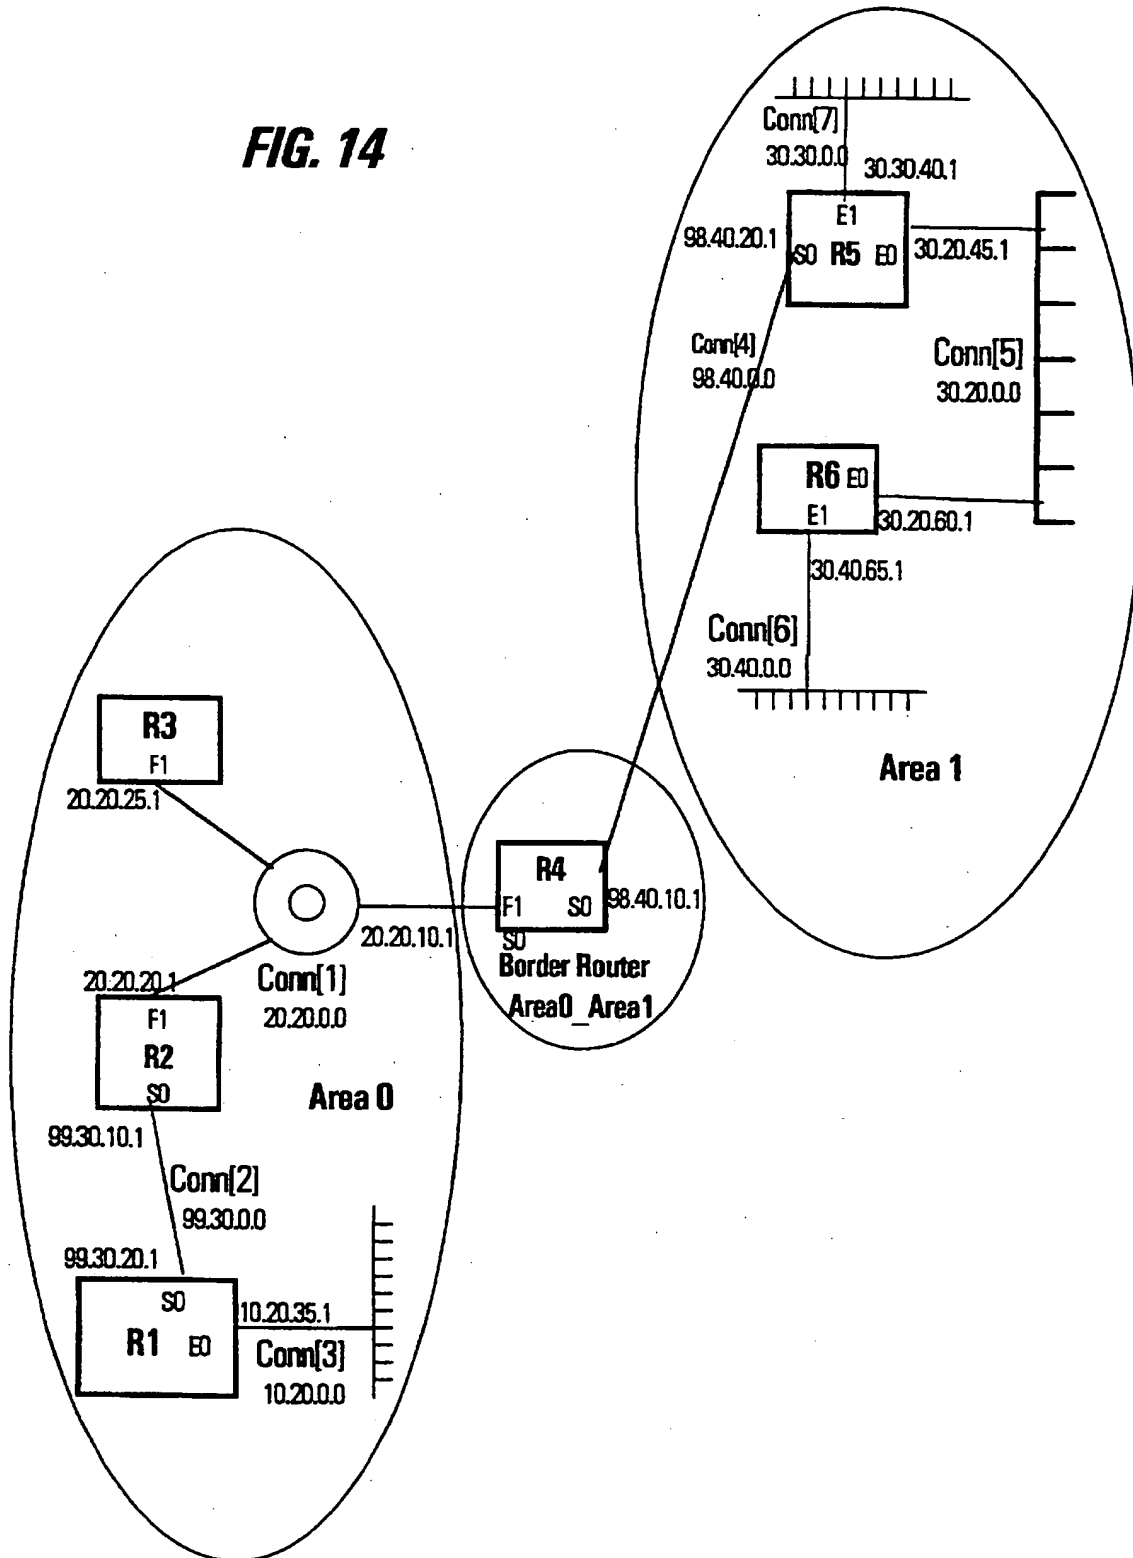 FIG. 14
Conn[7]
30.30.0.0
30.30.40.1
E1
98.40.20.1
S0 R5 E0
30.20.45.1
Conn[4]
98.40.0.0
Conn[5]
30.20.0.0
R6 E0
E1
30.20.60.1
30.40.65.1
Conn[6]
30.40.0.0
Area 1
R3
F1
20.20.25.1
R4
F1 S0
98.40.10.1
S0
Border Router
Area0_Area1
20.20.10.1
20.20.20.1
Conn[1]
20.20.0.0
F1
R2
S0
Area 0
99.30.10.1
Conn[2]
99.30.0.0
99.30.20.1
S0
R1 E0
10.20.35.1
Conn[3]
10.20.0.0